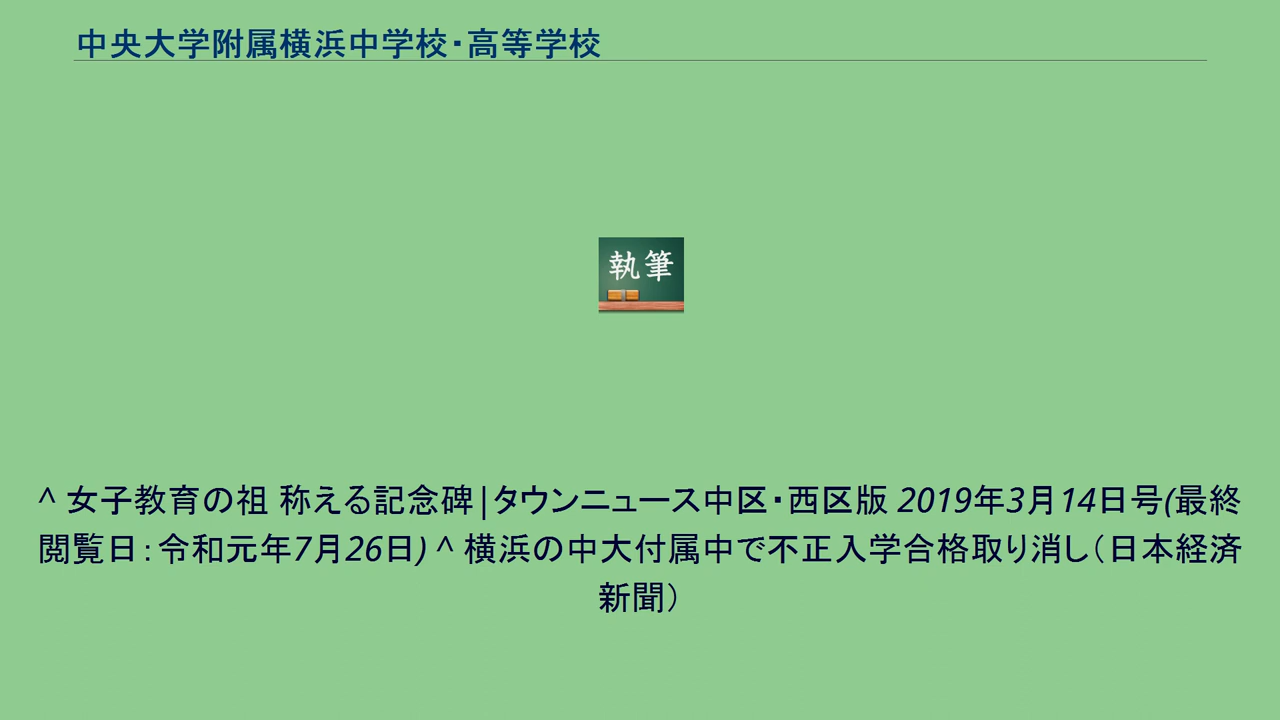 中央大学附属横浜中学校・高等学校
執筆
^ 女子教育の祖 称える記念碑|タウンニュース中区・西区版 2019年3月14日号(最終
閲覧日：令和元年7月26日) ^ 横浜の中大付属中で不正入学合格取り消し（日本経済
新聞）